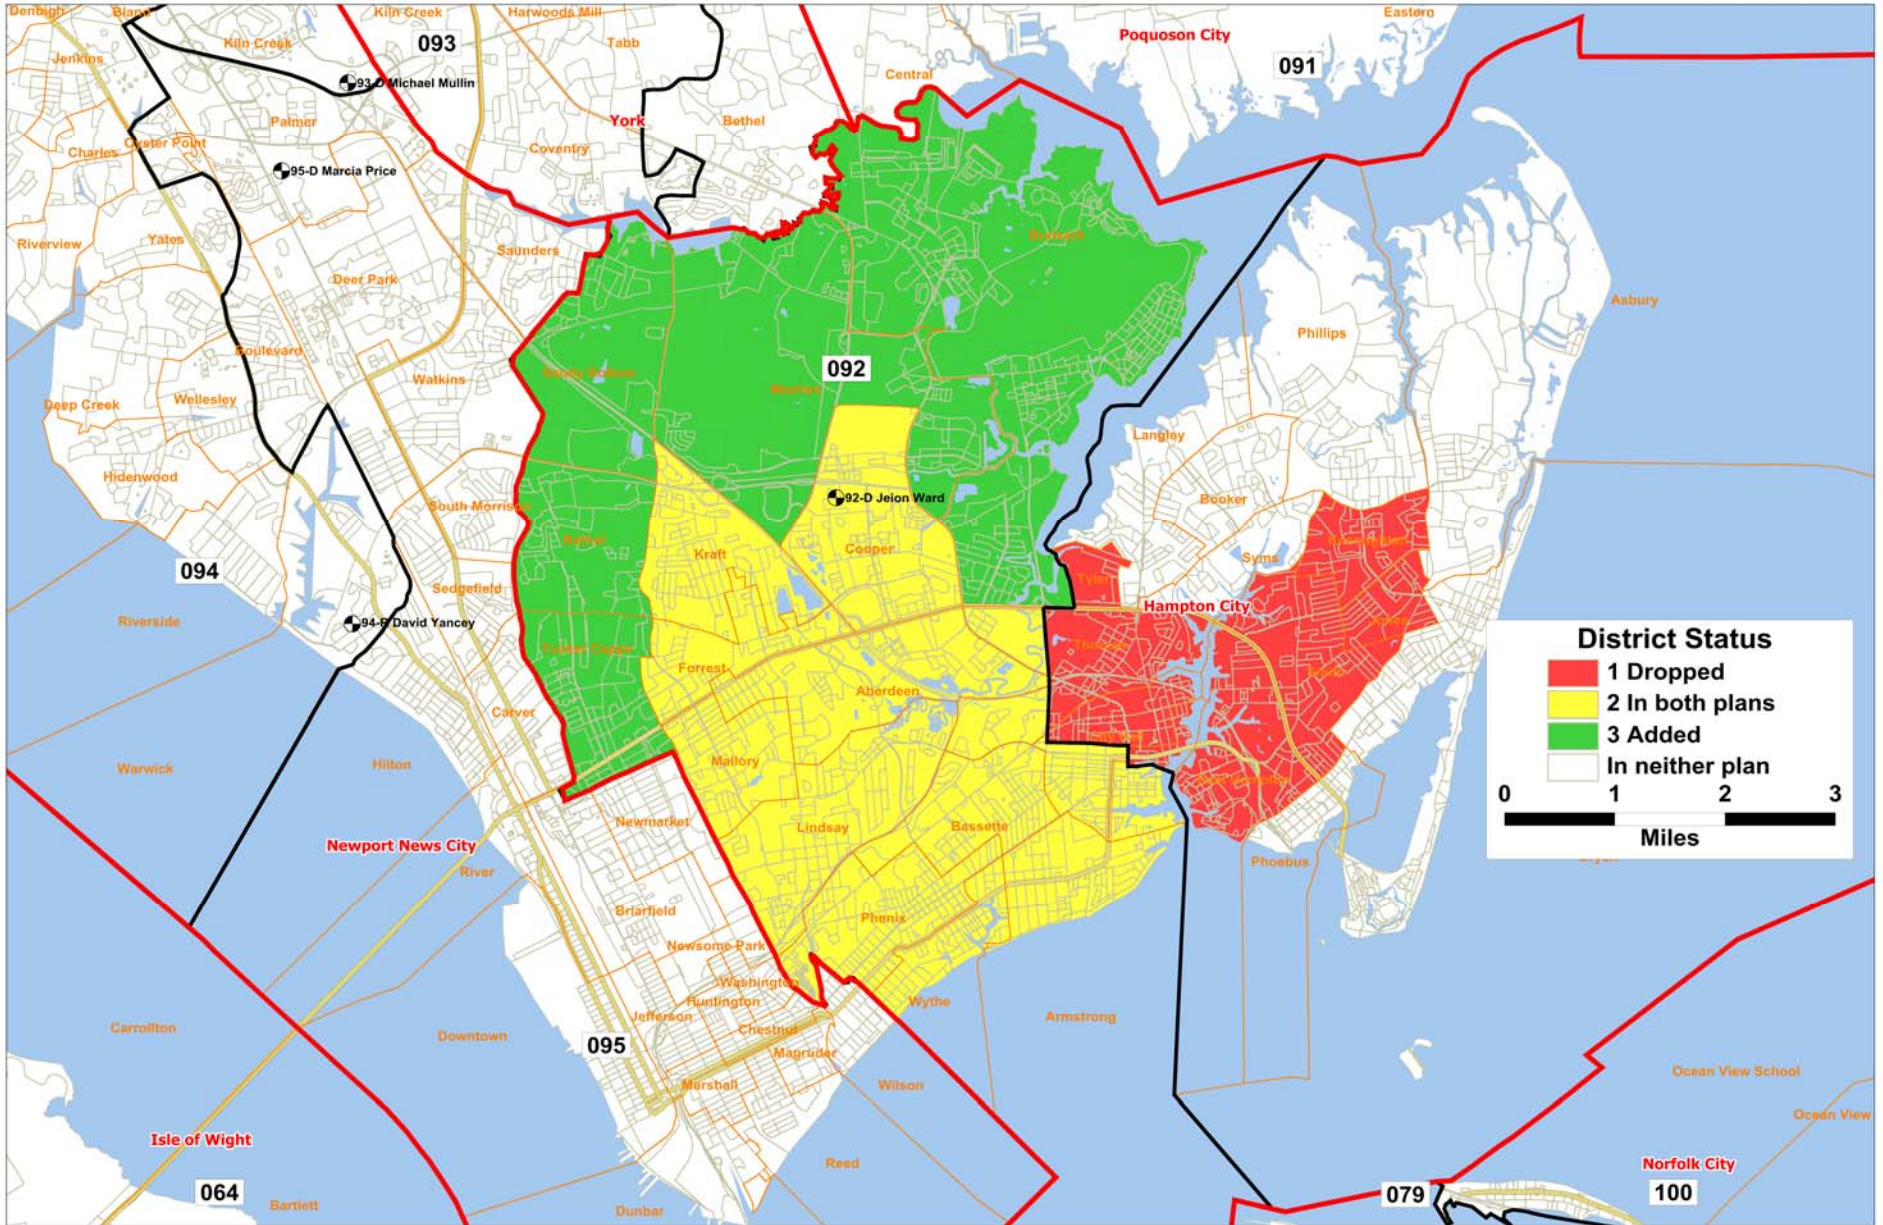 Denbigh
Bland
Kiln Creek
Harwoods Mill
Eastern
Poquoson City
Kiln Creek
093
Tabb
091
Jenkins
Central
93-D Michael Mullin
Palmer
York
Bethel
Charles
Oyster Point
Coventry
95-D Marcia Price
Riverview
Yates
Saunders
Deer Park
Asbury
Phillips
Boulevard
092
Watkins
Deep Creek
Wellesley
Langley
Hidenwood
92-D Jeion Ward
Booker
South Morrison
Kraft
Cooper
Syms
094
Tyler
Sedgefield
Hampton City
Riverside
94-R David Yancey
Forrest
Aberdeen
Carver
Warwick
Hilton
Mallory
Newmarket
Lindsay
Bassette
Newport News City
River
Phoebus
Briarfield
Phenix
Newsome Park
Washington
Huntington
Wythe
Jefferson
Armstrong
Carrollton
Downtown
095
Chestnut
Magruder
Marshall
Wilson
Ocean View School
Ocean View
Isle of Wight
064
Bartlett
Dunbar
Reed
Norfolk City
079
100
District Status
1 Dropped
2 In both plans
3 Added
In neither plan
0 1 2 3
Miles